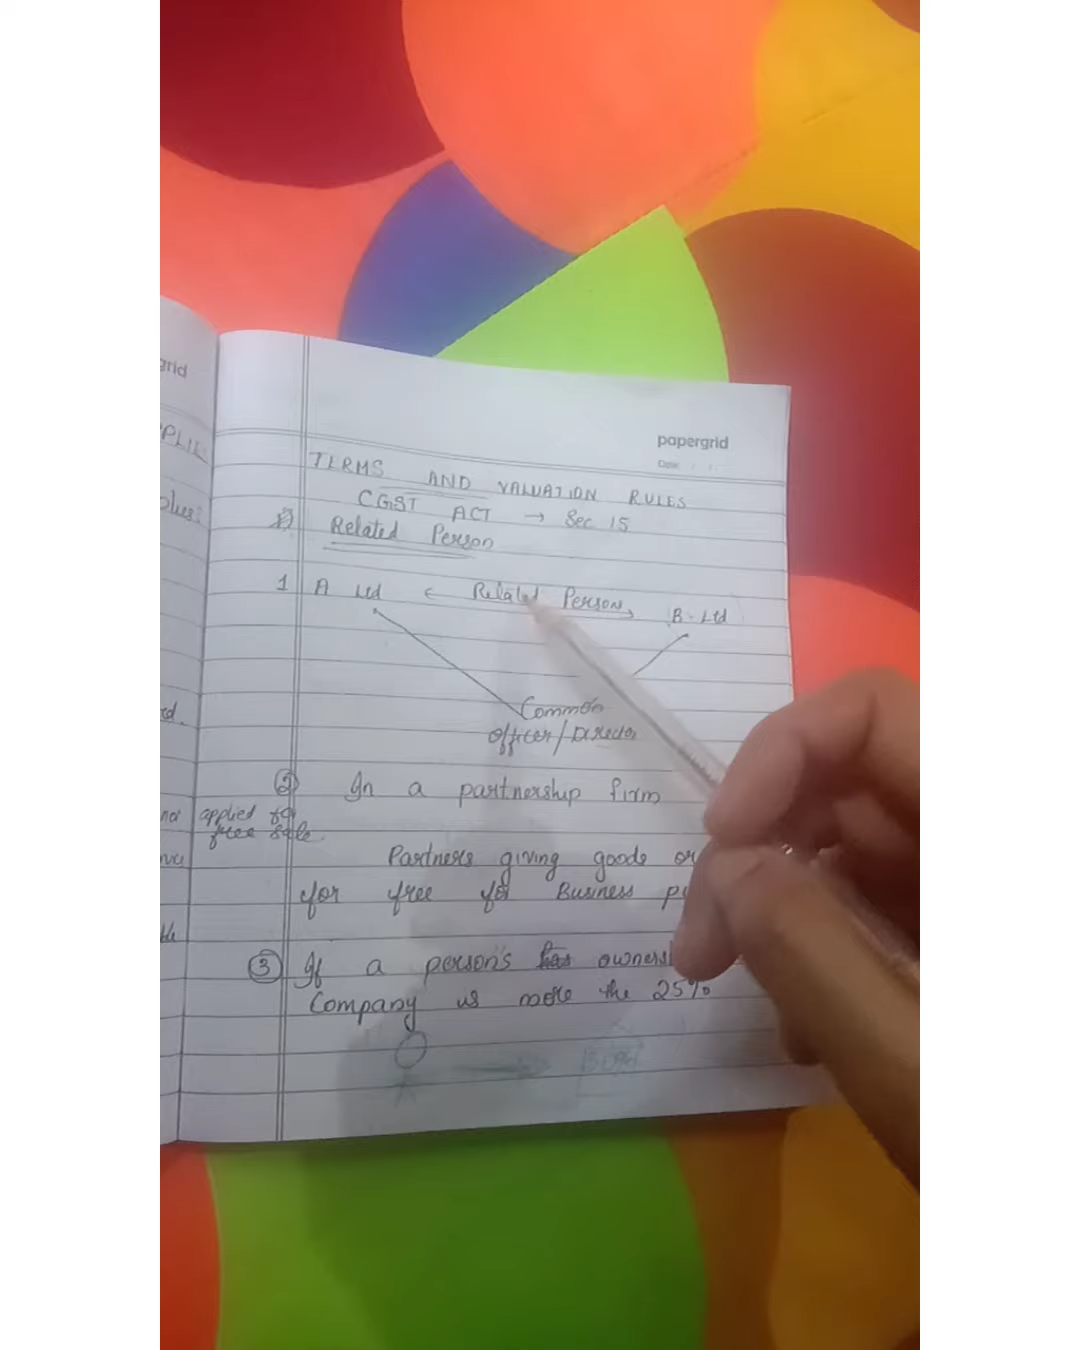 grid
papergrid
Date
TERMS AND VALUATION RULES
CGST ACT → Sec 15
Related Person
1 A Ltd ← Related Person → B. Ltd
Common
Officer/Director
② In a partnership firm
applied for
free sale.
Partners giving goods or
for free for Business
③ If a person's has
Company is more the 25%